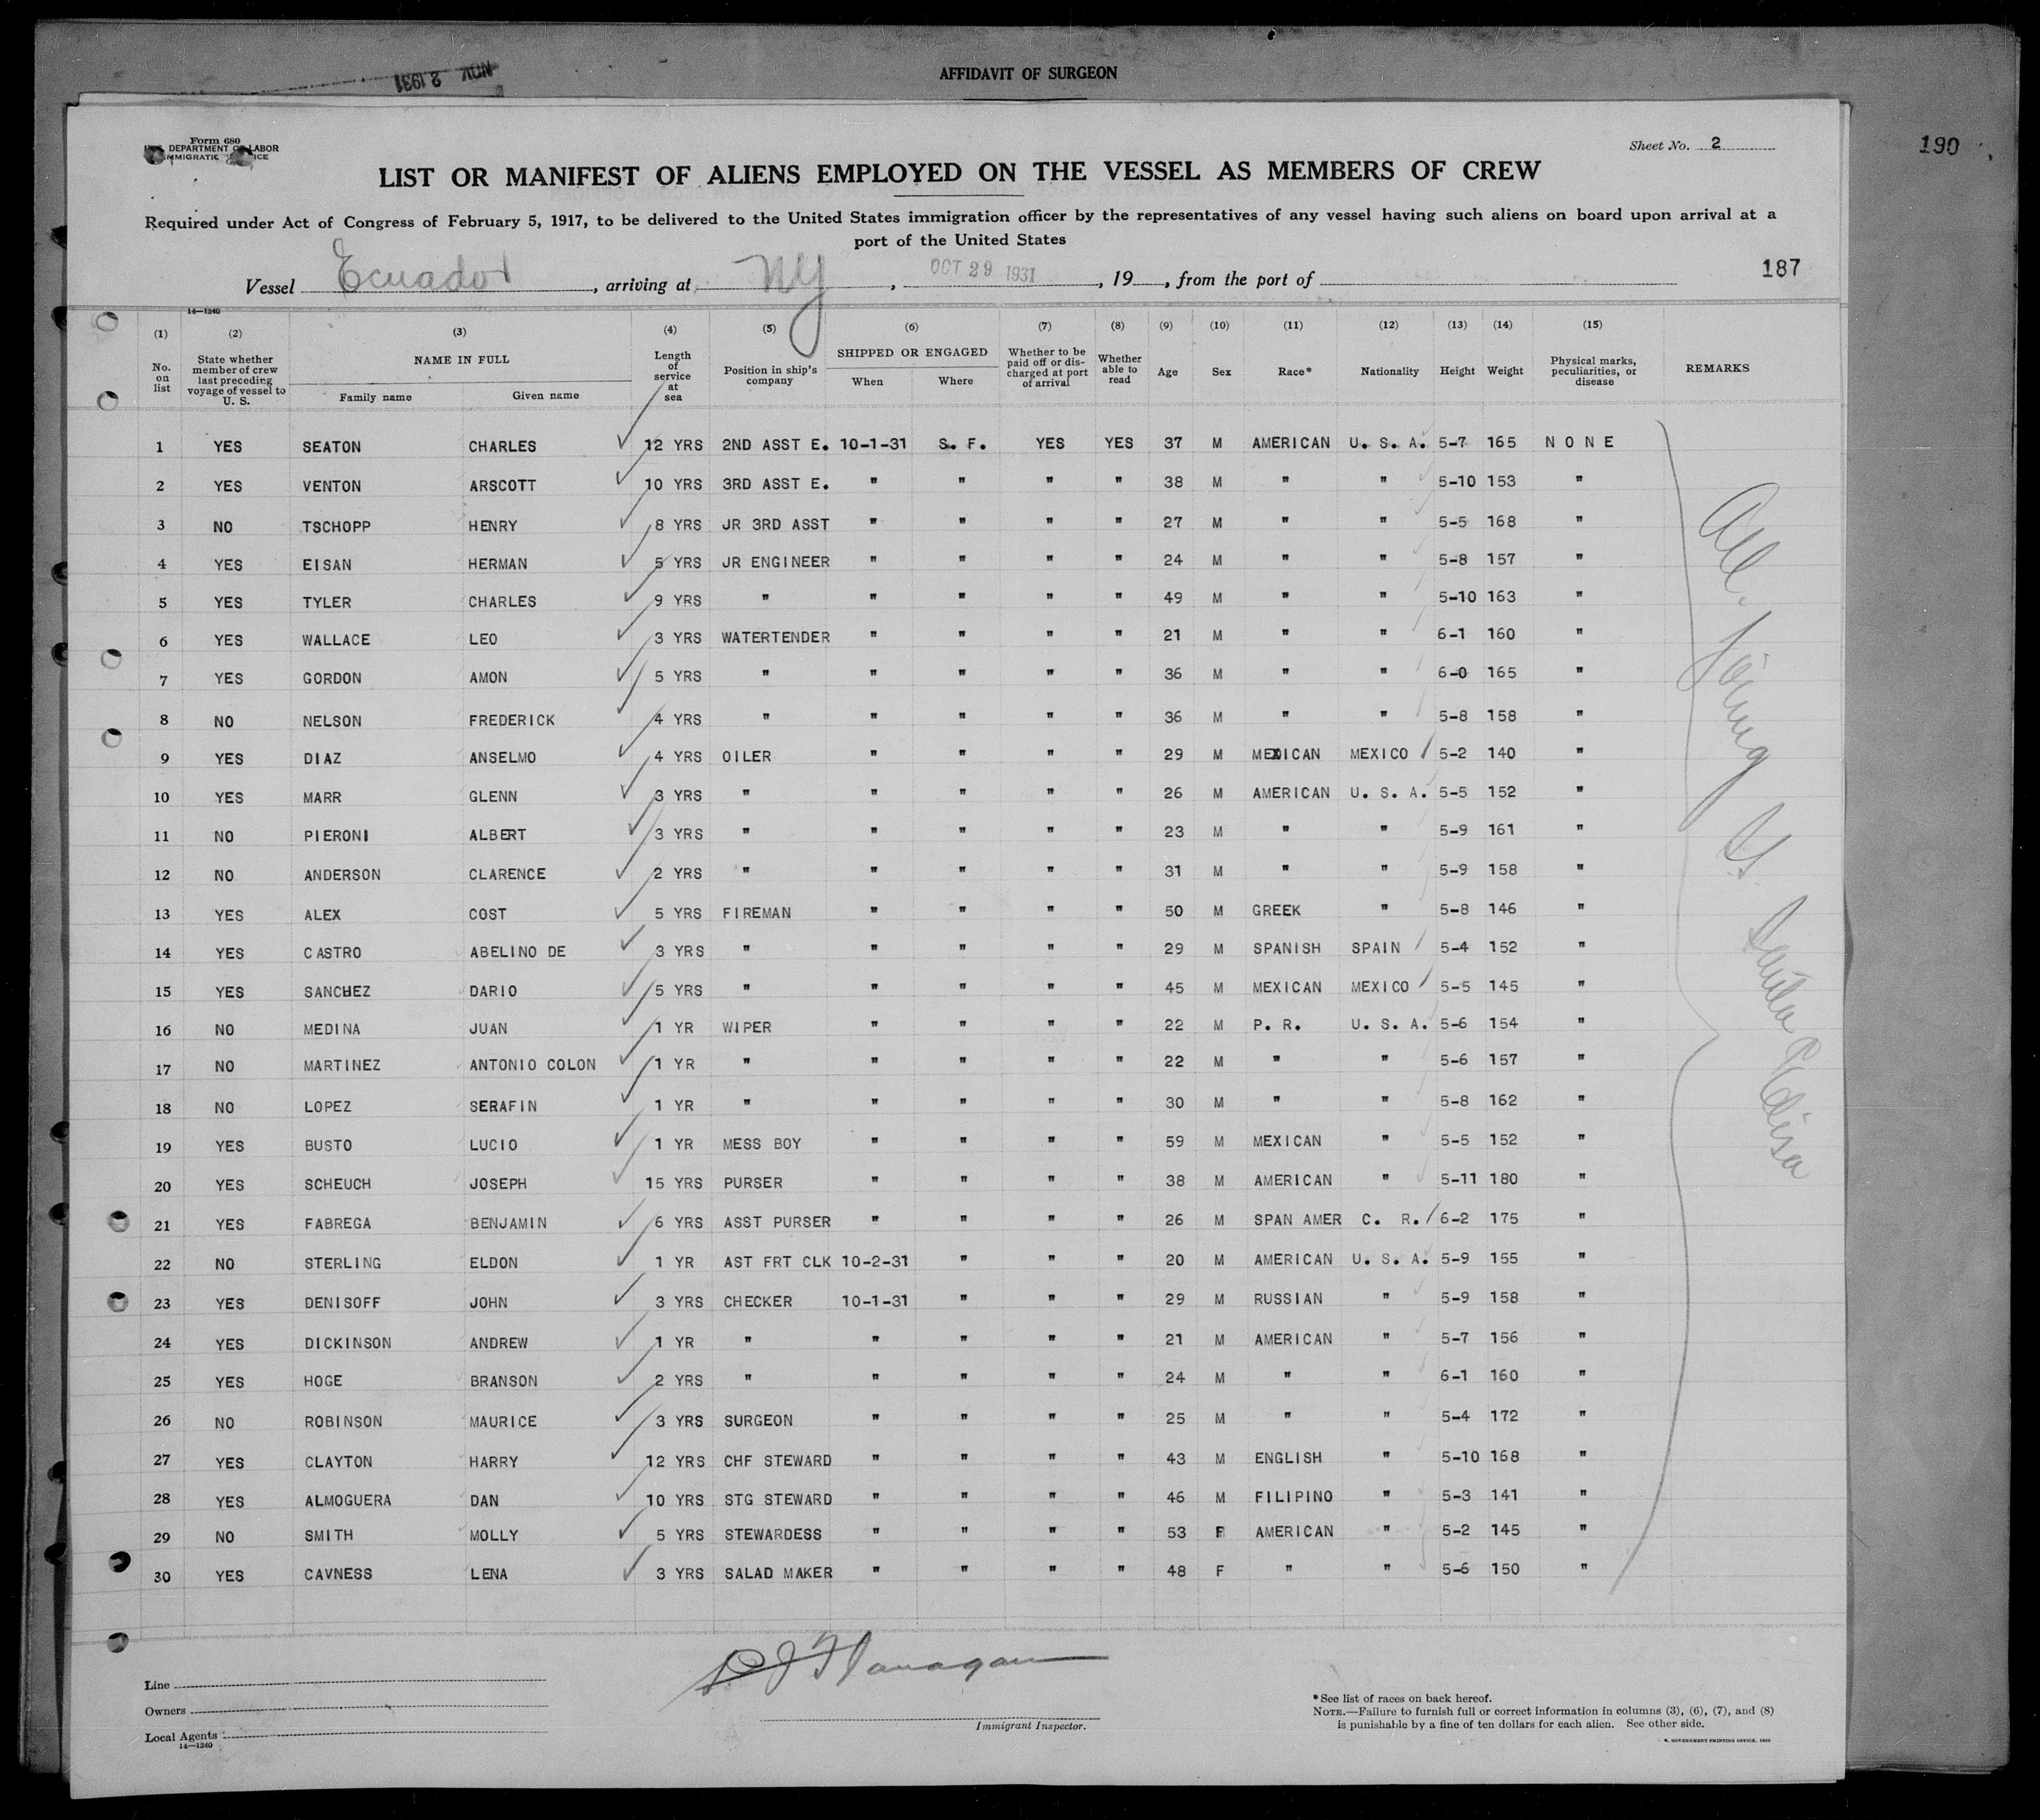 NOV 2 1931
AFFIDAVIT OF SURGEON
190
Form 680
DEPARTMENT OF LABOR
IMMIGRATION SERVICE
Sheet No. 2
LIST OR MANIFEST OF ALIENS EMPLOYED ON THE VESSEL AS MEMBERS OF CREW
Required under Act of Congress of February 5, 1917, to be delivered to the United States immigration officer by the representatives of any vessel having such aliens on board upon arrival at a
port of the United States
187
Vessel Ecuador, arriving at NY, OCT 29 1931, 19, from the port of
14—1240
(1) (2) (3) (4) (5) (6) (7) (8) (9) (10) (11) (12) (13) (14) (15)
No. on list State whether member of crew last preceding voyage of vessel to U. S. NAME IN FULL Family name Given name Length of service at sea Position in ship's company SHIPPED OR ENGAGED When Where Whether to be paid off or discharged at port of arrival Whether able to read Age Sex Race* Nationality Height Weight Physical marks, peculiarities, or disease REMARKS
1 YES SEATON CHARLES 12 YRS 2ND ASST E. 10-1-31 S. F. YES YES 37 M AMERICAN U. S. A. 5-7 165 N O N E
2 YES VENTON ARSCOTT 10 YRS 3RD ASST E. " " " " 38 M " " 5-10 153 "
3 NO TSCHOPP HENRY 8 YRS JR 3RD ASST " " " " 27 M " " 5-5 168 "
4 YES EISAN HERMAN 5 YRS JR ENGINEER " " " " 24 M " " 5-8 157 "
5 YES TYLER CHARLES 9 YRS " " " " " 49 M " " 5-10 163 "
6 YES WALLACE LEO 3 YRS WATERTENDER " " " " 21 M " " 6-1 160 "
7 YES GORDON AMON 5 YRS " " " " " 36 M " " 6-0 165 "
8 NO NELSON FREDERICK 4 YRS " " " " " 36 M " " 5-8 158 "
9 YES DIAZ ANSELMO 4 YRS OILER " " " " 29 M MEXICAN MEXICO 5-2 140 "
10 YES MARR GLENN 3 YRS " " " " " 26 M AMERICAN U. S. A. 5-5 152 "
11 NO PIERONI ALBERT 3 YRS " " " " " 23 M " " 5-9 161 "
12 NO ANDERSON CLARENCE 2 YRS " " " " " 31 M " " 5-9 158 "
13 YES ALEX COST 5 YRS FIREMAN " " " " 50 M GREEK " 5-8 146 "
14 YES CASTRO ABELINO DE 3 YRS " " " " " 29 M SPANISH SPAIN 5-4 152 "
15 YES SANCHEZ DARIO 5 YRS " " " " " 45 M MEXICAN MEXICO 5-5 145 "
16 NO MEDINA JUAN 1 YR WIPER " " " " 22 M P. R. U. S. A. 5-6 154 "
17 NO MARTINEZ ANTONIO COLON 1 YR " " " " " 22 M " " 5-6 157 "
18 NO LOPEZ SERAFIN 1 YR " " " " " 30 M " " 5-8 162 "
19 YES BUSTO LUCIO 1 YR MESS BOY " " " " 59 M MEXICAN " 5-5 152 "
20 YES SCHEUCH JOSEPH 15 YRS PURSER " " " " 38 M AMERICAN " 5-11 180 "
21 YES FABREGA BENJAMIN 6 YRS ASST PURSER " " " " 26 M SPAN AMER C. R. 6-2 175 "
22 NO STERLING ELDON 1 YR AST FRT CLK 10-2-31 " " " 20 M AMERICAN U. S. A. 5-9 155 "
23 YES DENISOFF JOHN 3 YRS CHECKER 10-1-31 " " " 29 M RUSSIAN " 5-9 158 "
24 YES DICKINSON ANDREW 1 YR " " " " " 21 M AMERICAN " 5-7 156 "
25 YES HOGE BRANSON 2 YRS " " " " " 24 M " " 6-1 160 "
26 NO ROBINSON MAURICE 3 YRS SURGEON " " " " 25 M " " 5-4 172 "
27 YES CLAYTON HARRY 12 YRS CHF STEWARD " " " " 43 M ENGLISH " 5-10 168 "
28 YES ALMOGUERA DAN 10 YRS STG STEWARD " " " " 46 M FILIPINO " 5-3 141 "
29 NO SMITH MOLLY 5 YRS STEWARDESS " " " " 53 F AMERICAN " 5-2 145 "
30 YES CAVNESS LENA 3 YRS SALAD MAKER " " " " 48 F " " 5-6 150 "
All Santa Elisa
Line
Owners
Local Agents
14—1240
Flanagan
Immigrant Inspector.
*See list of races on back hereof.
NOTE.—Failure to furnish full or correct information in columns (3), (6), (7), and (8)
is punishable by a fine of ten dollars for each alien. See other side.
GOVERNMENT PRINTING OFFICE